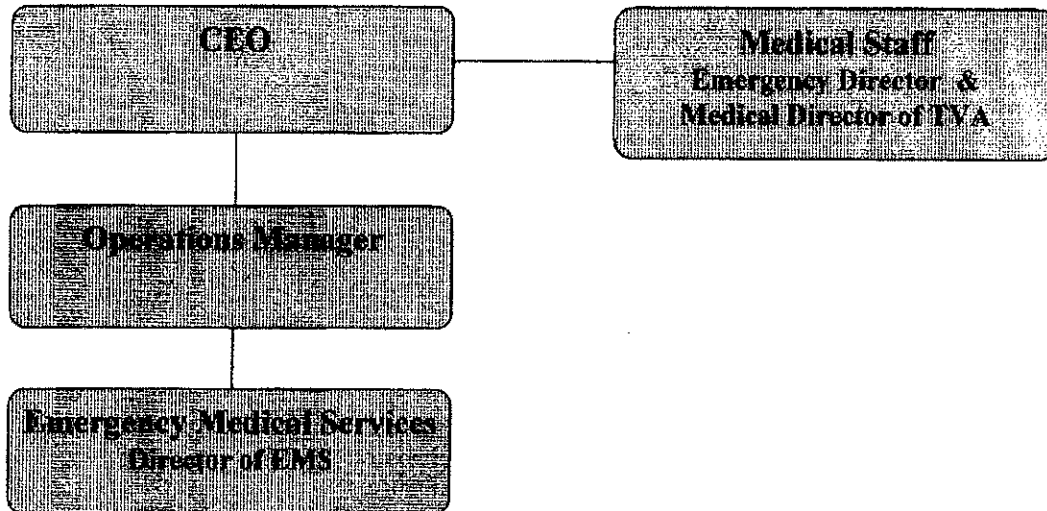 CEO
Medical Staff
Emergency Director &
Medical Director of TVA
Operations Manager
Emergency Medical Services
Director of EMS